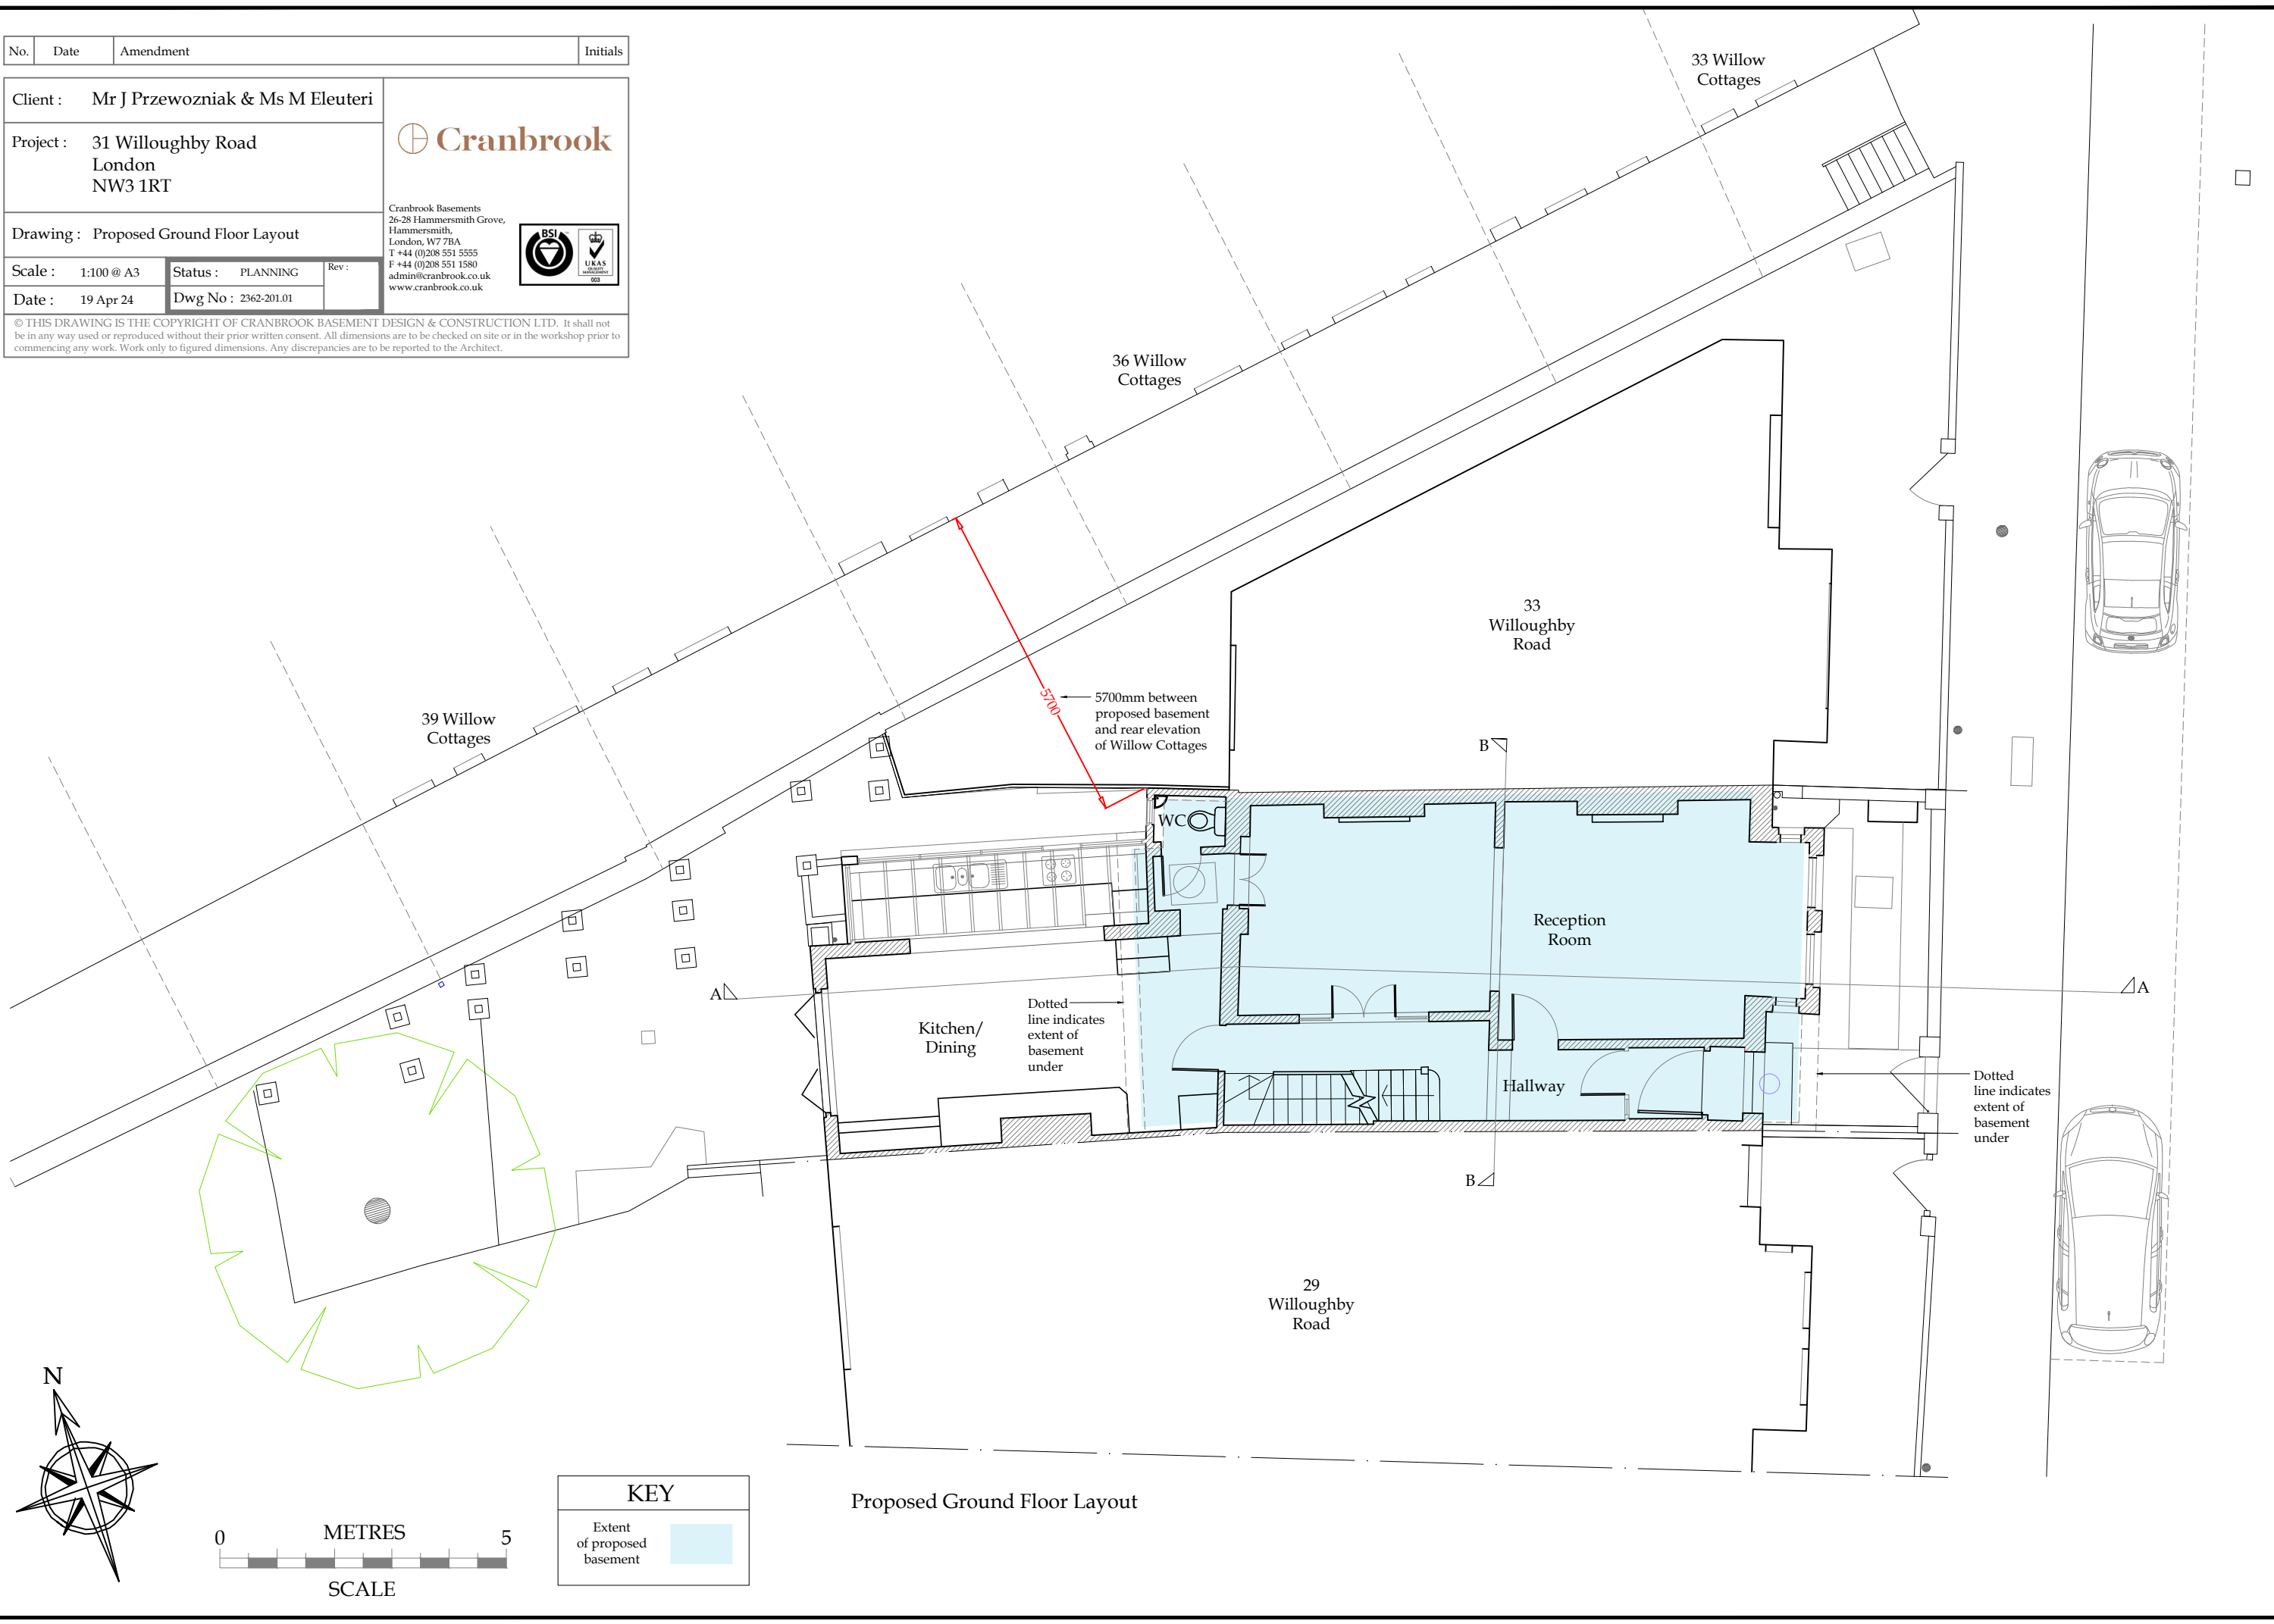 No. Date Amendment Initials
Client : Mr J Przewozniak & Ms M Eleuteri
Project : 31 Willoughby Road
London
NW3 1RT
Drawing : Proposed Ground Floor Layout
Scale : 1:100 @ A3
Status : PLANNING
Rev :
Date : 19 Apr 24
Dwg No : 2362-201.01
Cranbrook
Cranbrook Basements
26-28 Hammersmith Grove,
Hammersmith,
London, W7 7BA
T +44 (0)208 551 5555
F +44 (0)208 551 1580
admin@cranbrook.co.uk
www.cranbrook.co.uk
BSI
UKAS
QUALITY
MANAGEMENT
003
© THIS DRAWING IS THE COPYRIGHT OF CRANBROOK BASEMENT DESIGN & CONSTRUCTION LTD. It shall not
be in any way used or reproduced without their prior written consent. All dimensions are to be checked on site or in the workshop prior to
commencing any work. Work only to figured dimensions. Any discrepancies are to be reported to the Architect.
33 Willow
Cottages
36 Willow
Cottages
39 Willow
Cottages
33
Willoughby
Road
5700
5700mm between
proposed basement
and rear elevation
of Willow Cottages
B
WC
Reception
Room
A
A
Kitchen/
Dining
Dotted
line indicates
extent of
basement
under
Hallway
Dotted
line indicates
extent of
basement
under
B
29
Willoughby
Road
N
0 METRES 5
SCALE
KEY
Extent
of proposed
basement
Proposed Ground Floor Layout